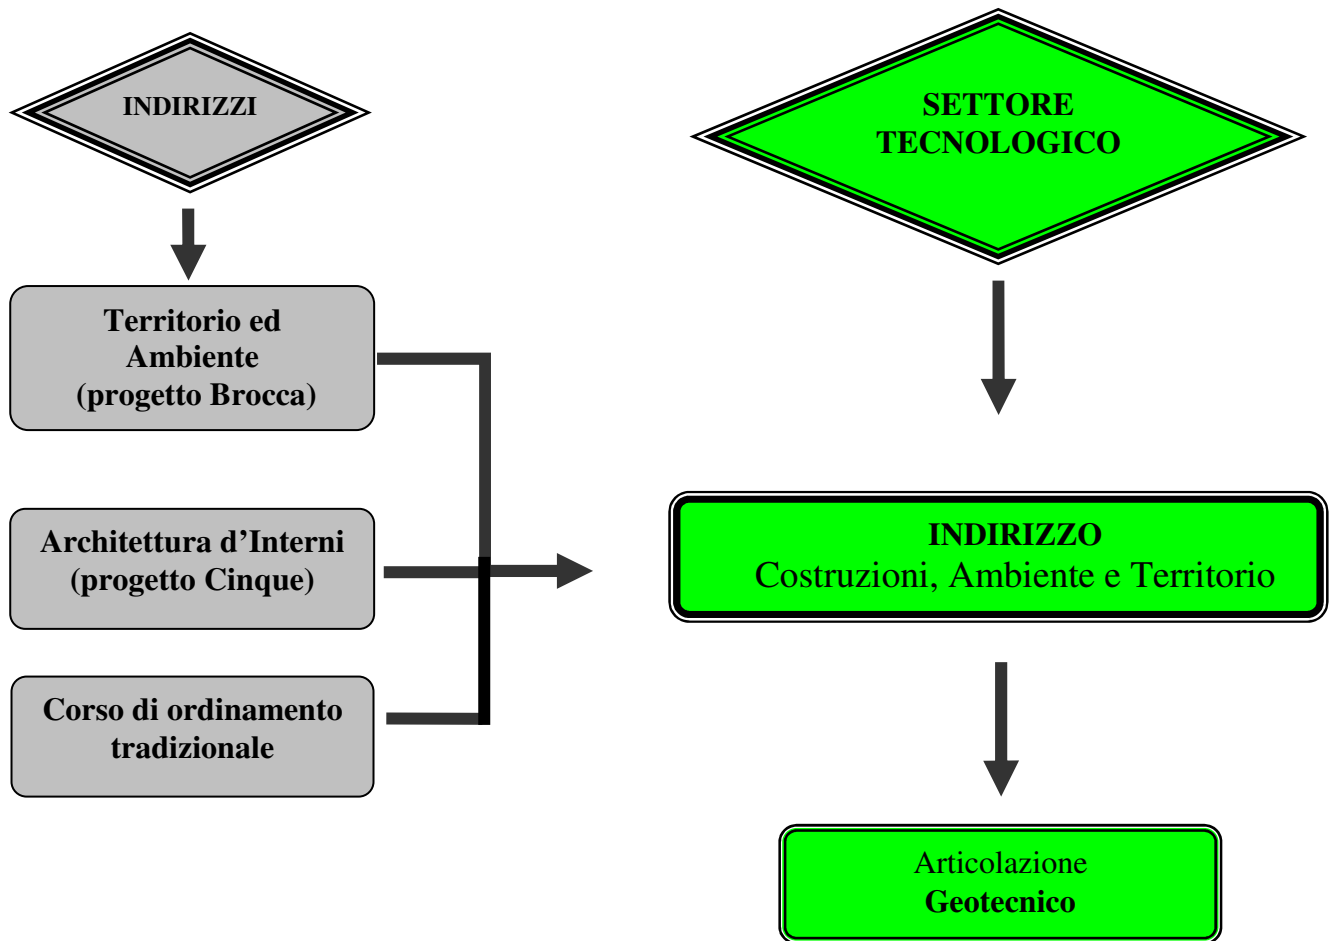 INDIRIZZI
Territorio ed
Ambiente
(progetto Brocca)
Architettura d’Interni
(progetto Cinque)
Corso di ordinamento
tradizionale
SETTORE
TECNOLOGICO
INDIRIZZO
Costruzioni, Ambiente e Territorio
Articolazione
Geotecnico